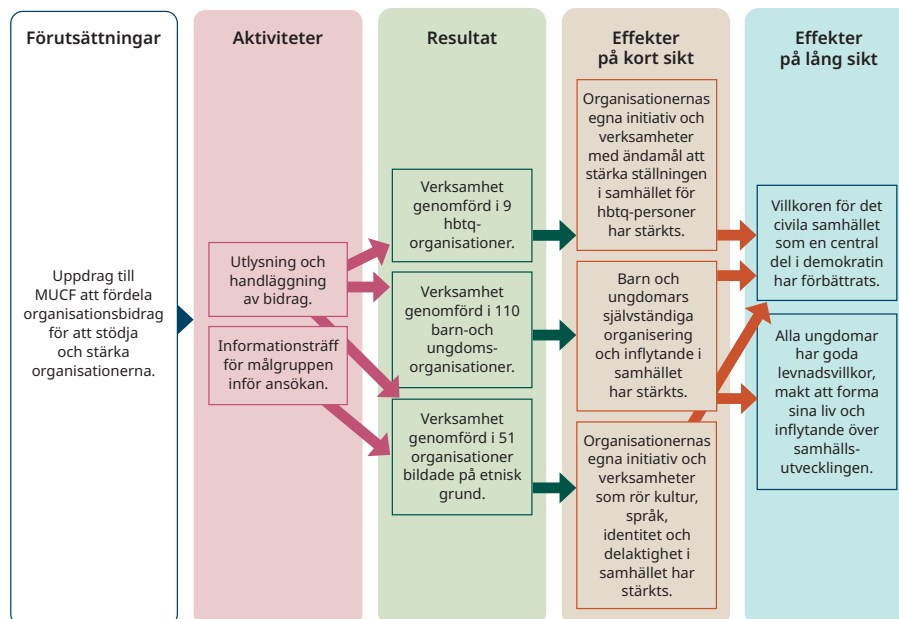 Förutsättningar
Uppdrag till
MUCF att fördela
organisationsbidrag
för att stödja
och stärka
organisationerna.
Aktiviteter
Utlysning och
handläggning
av bidrag.
Informationsträff
för målgruppen
inför ansökan.
Resultat
Verksamhet
genomförd i 9
hbtq-
organisationer.
Verksamhet
genomförd i 110
barn-och
ungdoms-
organisationer.
Verksamhet
genomförd i 51
organisationer
bildade på etnisk
grund.
Effekter
på kort sikt
Organisationernas
egna initiativ och
verksamheter
med ändamål att
stärka ställningen
i samhället för
hbtq-personer
har stärkts.
Barn och
ungdomars
självständiga
organisering
och inflytande i
samhället
har stärkts.
Organisationernas
egna initiativ och
verksamheter
som rör kultur,
språk,
identitet och
delaktighet i
samhället har
stärkts.
Effekter
på lång sikt
Villkoren för det
civila samhället
som en central
del i demokratin
har förbättrats.
Alla ungdomar
har goda
levnadsvillkor,
makt att forma
sina liv och
inflytande över
samhälls-
utvecklingen.